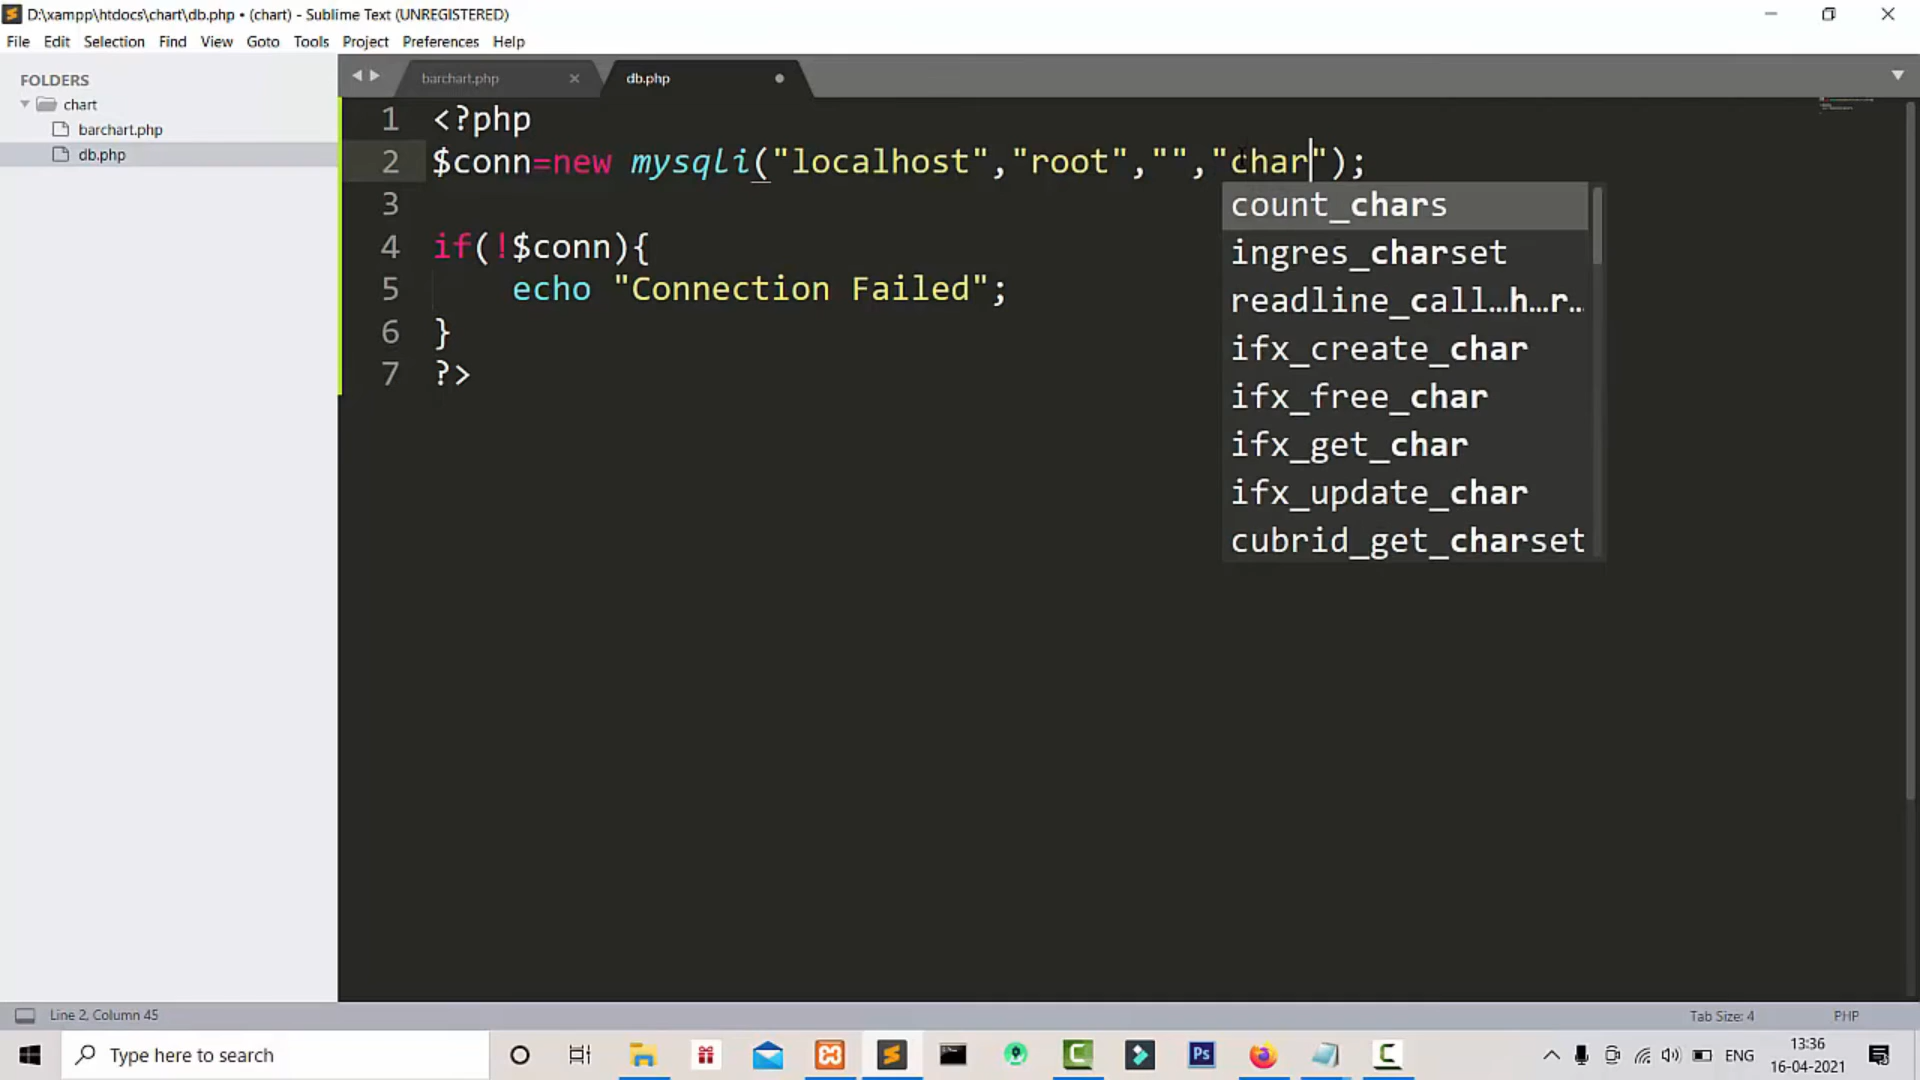 D:\xampp\htdocs\chart\db.php • (chart) - Sublime Text (UNREGISTERED)
File Edit Selection Find View Goto Tools Project Preferences Help
FOLDERS
chart
barchart.php
db.php
barchart.php
db.php
1 <?php
2 $conn=new mysqli("localhost","root","","char");
3
4 if(!$conn){
5 echo "Connection Failed";
6 }
7 ?>
count_chars
ingres_charset
readline_call…h…r…
ifx_create_char
ifx_free_char
ifx_get_char
ifx_update_char
cubrid_get_charset
Line 2, Column 45
Tab Size: 4
PHP
Type here to search
Ps
ENG
13:36
16-04-2021